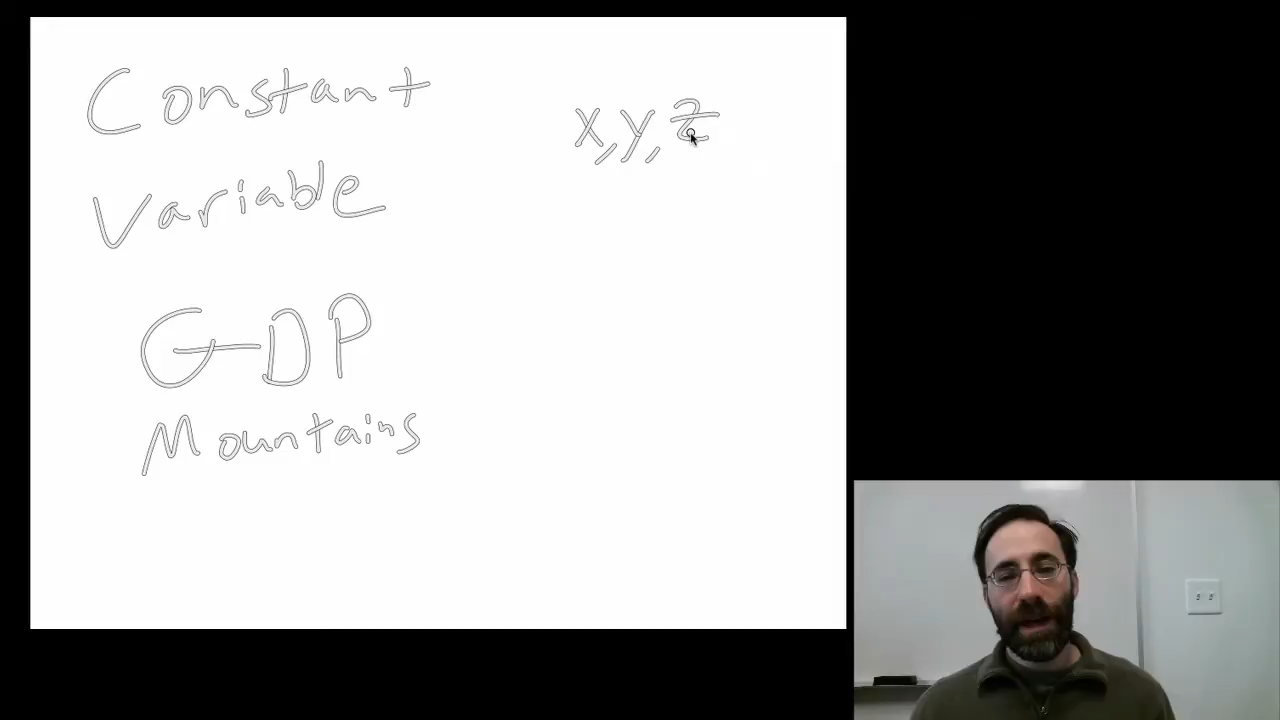 Constant
x, y, z
Variable
GDP
Mountains